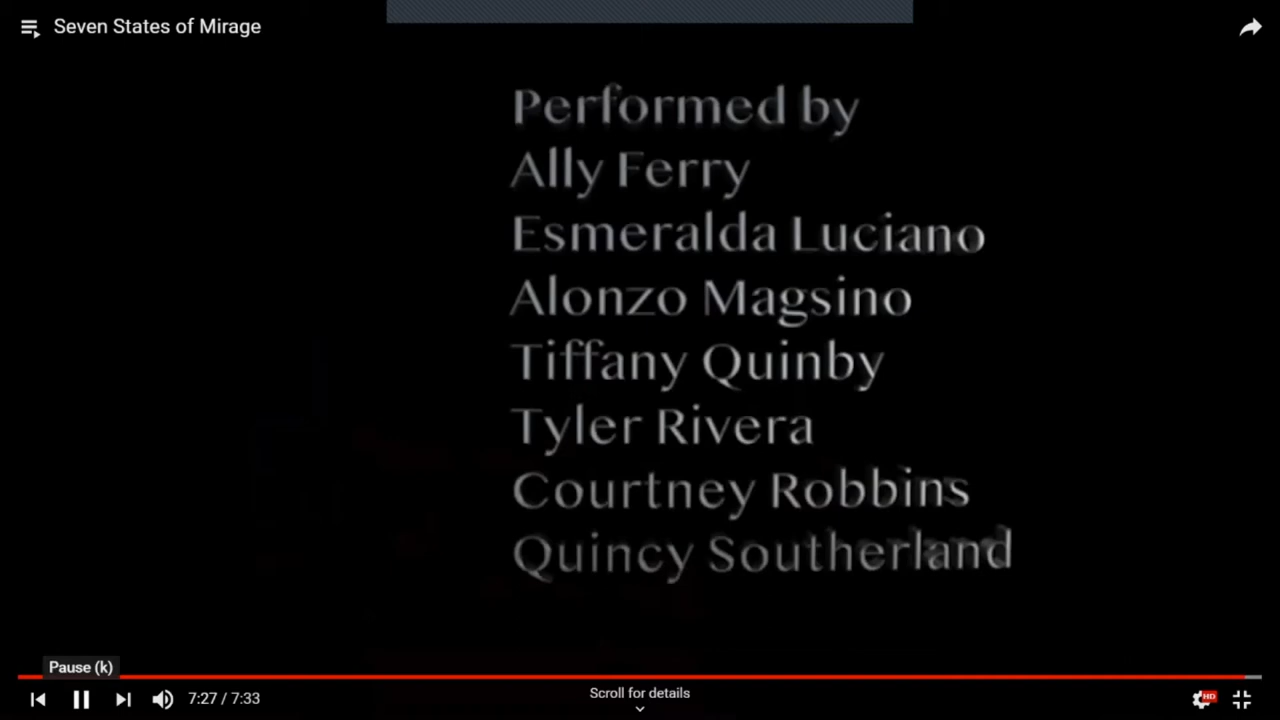 Seven States of Mirage
Performed by
Ally Ferry
Esmeralda Luciano
Alonzo Magsino
Tiffany Quinby
Tyler Rivera
Courtney Robbins
Quincy Southerland
Pause (k)
7:27 / 7:33
Scroll for details
HD